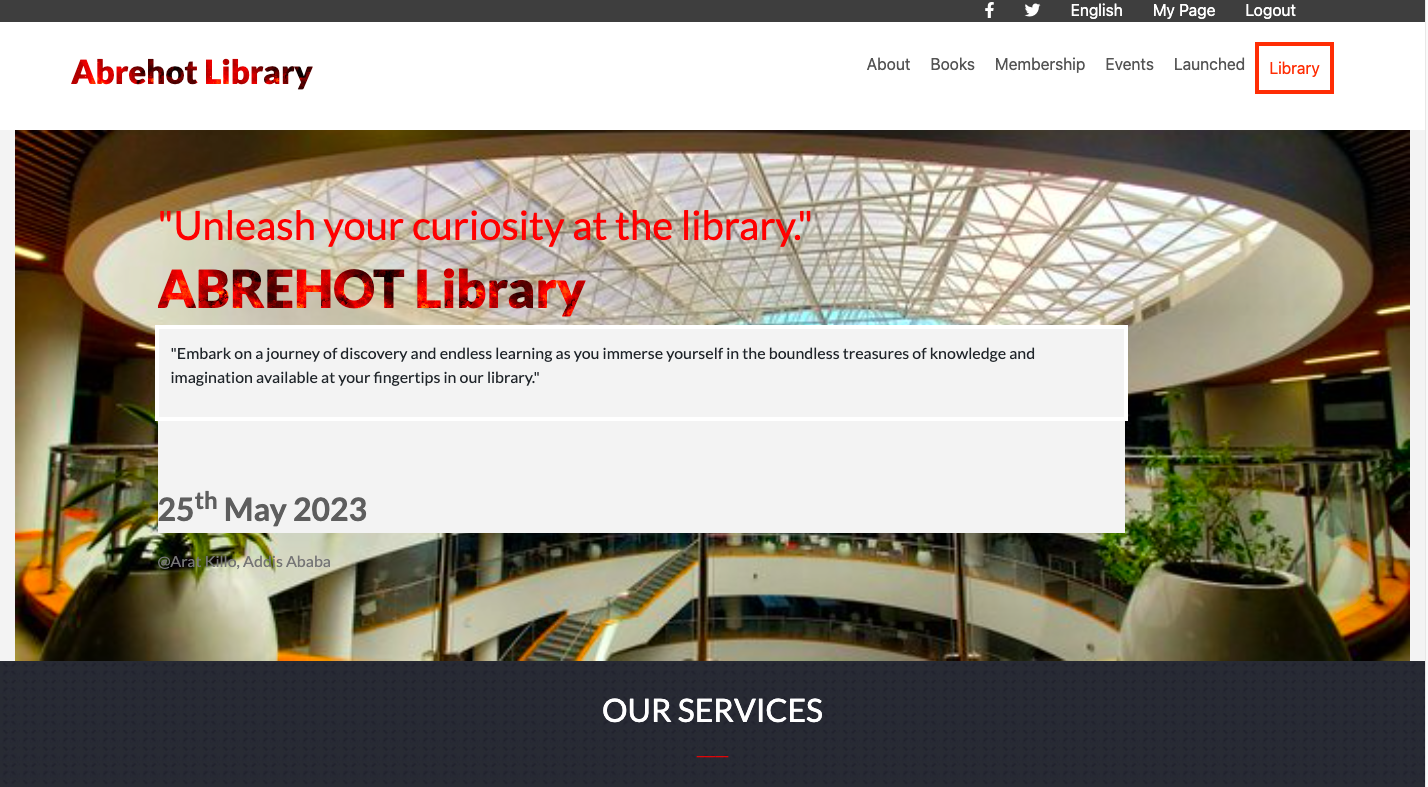 English My Page Logout
Abrehot Library
About Books Membership Events Launched Library
"Unleash your curiosity at the library."
ABREHOT Library
"Embark on a journey of discovery and endless learning as you immerse yourself in the boundless treasures of knowledge and
imagination available at your fingertips in our library."
25th May 2023
@Arat Killo, Addis Ababa
OUR SERVICES